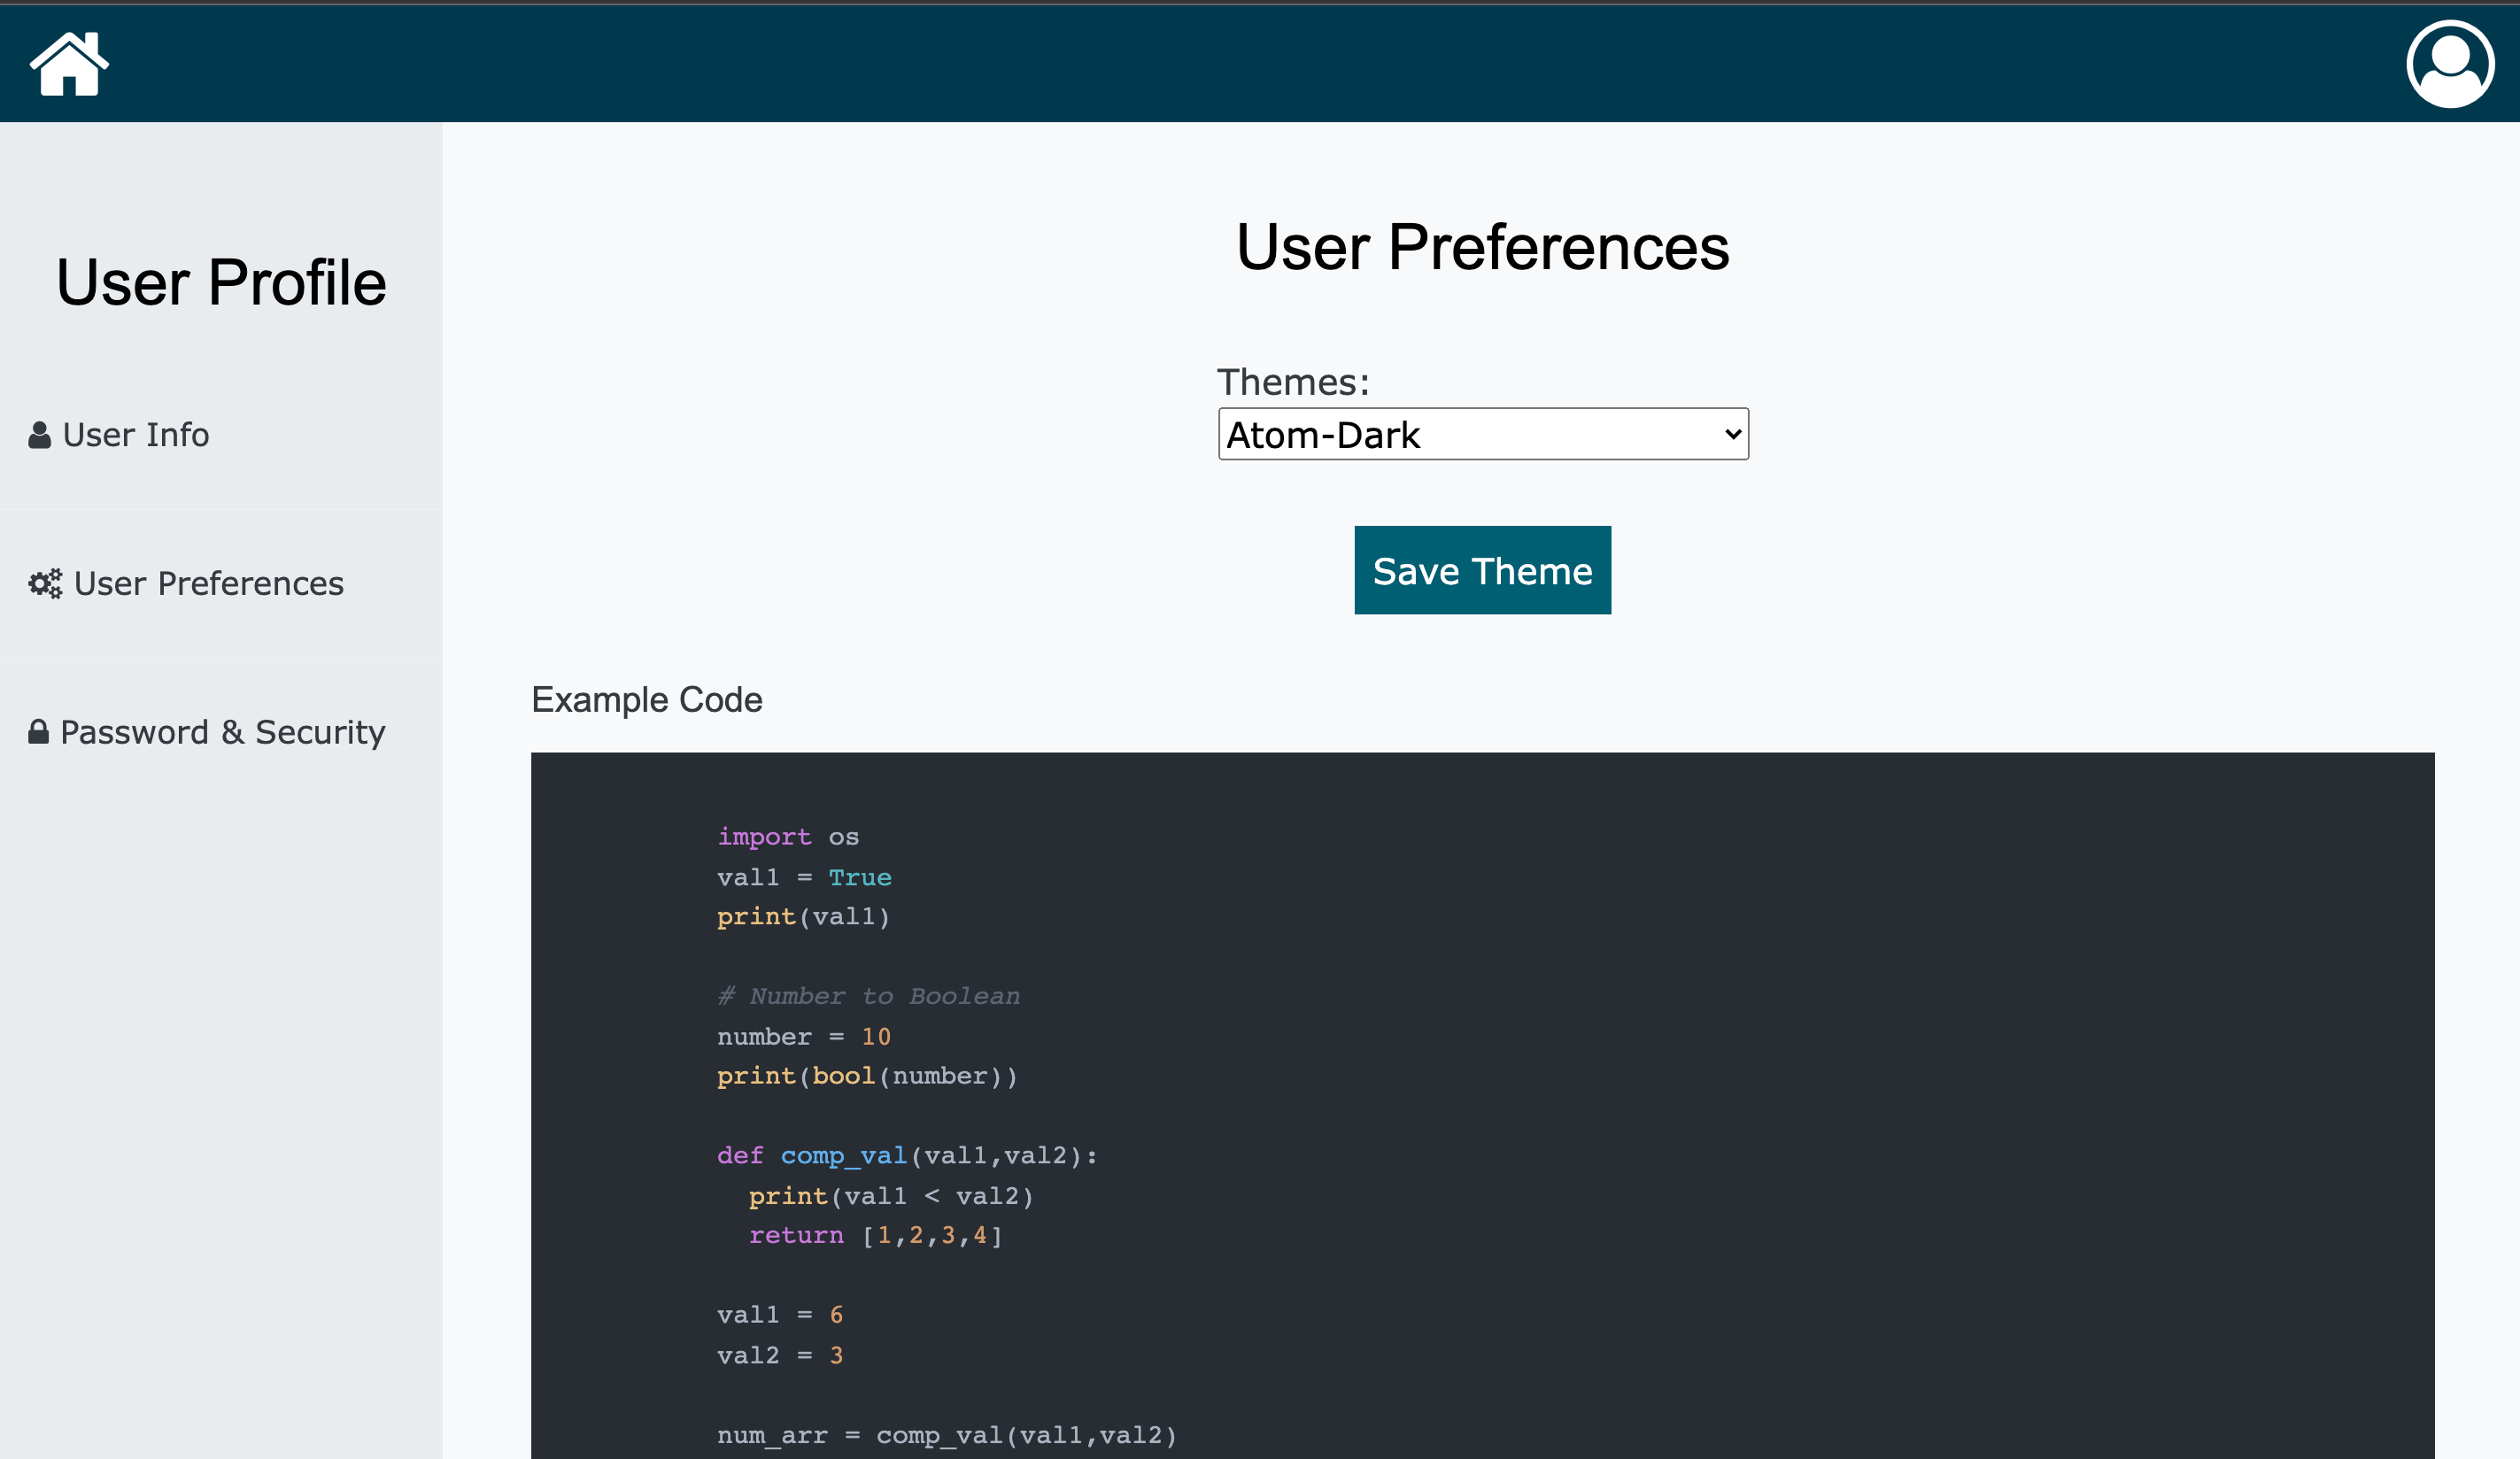 User Profile
User Info
User Preferences
Password & Security
User Preferences
Themes:
Atom-Dark
Save Theme
Example Code
import os
val1 = True
print(val1)
# Number to Boolean
number = 10
print(bool(number))
def comp_val(val1,val2):
  print(val1 < val2)
  return [1,2,3,4]
val1 = 6
val2 = 3
num_arr = comp_val(val1,val2)